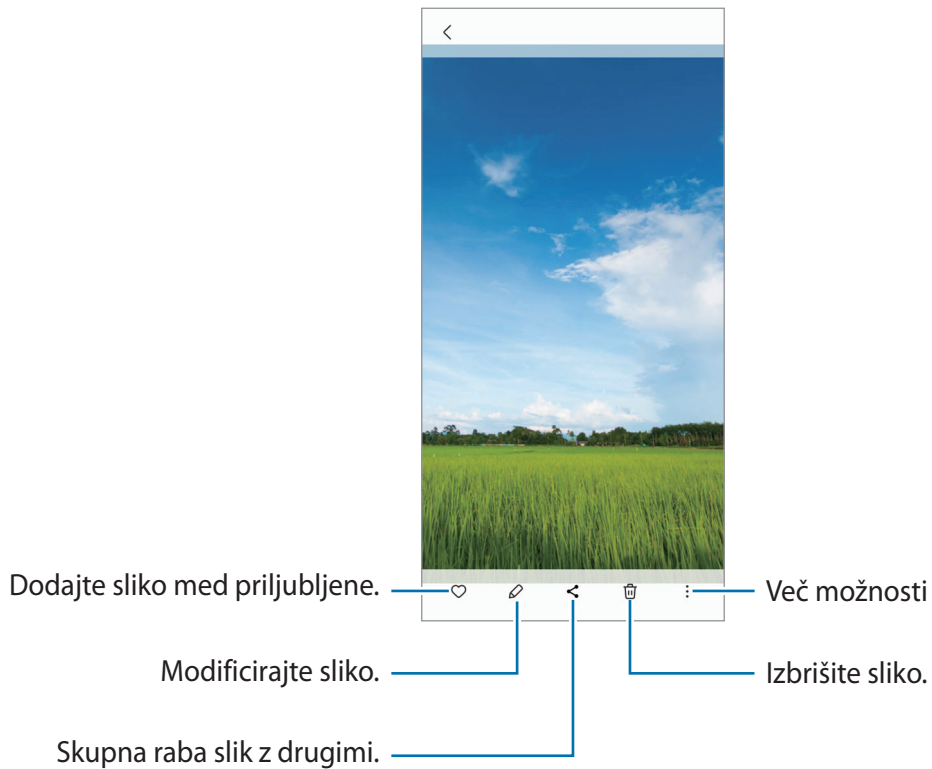 Dodajte sliko med priljubljene.
Več možnosti
Modificirajte sliko.
Izbrišite sliko.
Skupna raba slik z drugimi.